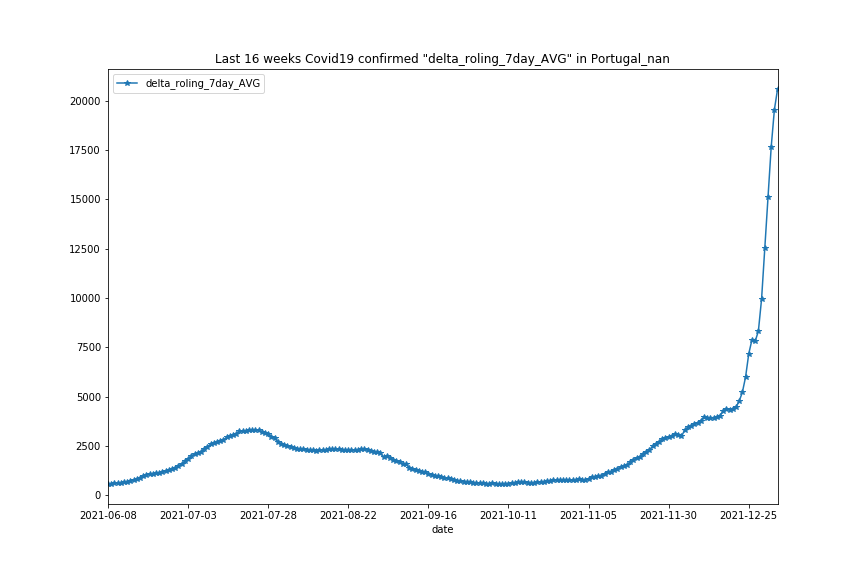 Last 16 weeks Covid19 confirmed "delta_roling_7day_AVG" in Portugal_nan
delta_roling_7day_AVG
20000
17500
15000
12500
10000
7500
5000
2500
0
2021-06-08 2021-07-03 2021-07-28 2021-08-22 2021-09-16 2021-10-11 2021-11-05 2021-11-30 2021-12-25
date